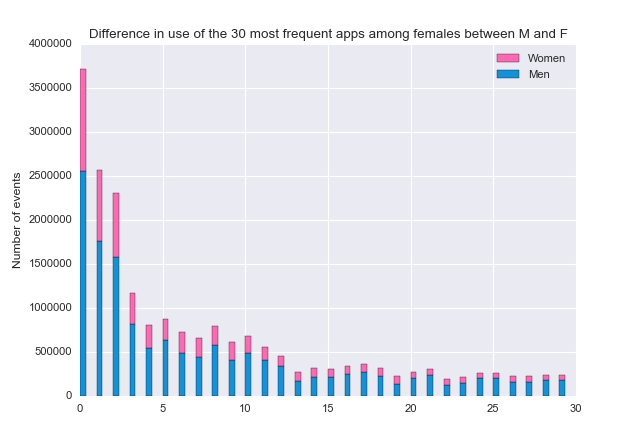 Difference in use of the 30 most frequent apps among females between M and F
Women
Men
Number of events
4000000
3500000
3000000
2500000
2000000
1500000
1000000
500000
0
0 5 10 15 20 25 30